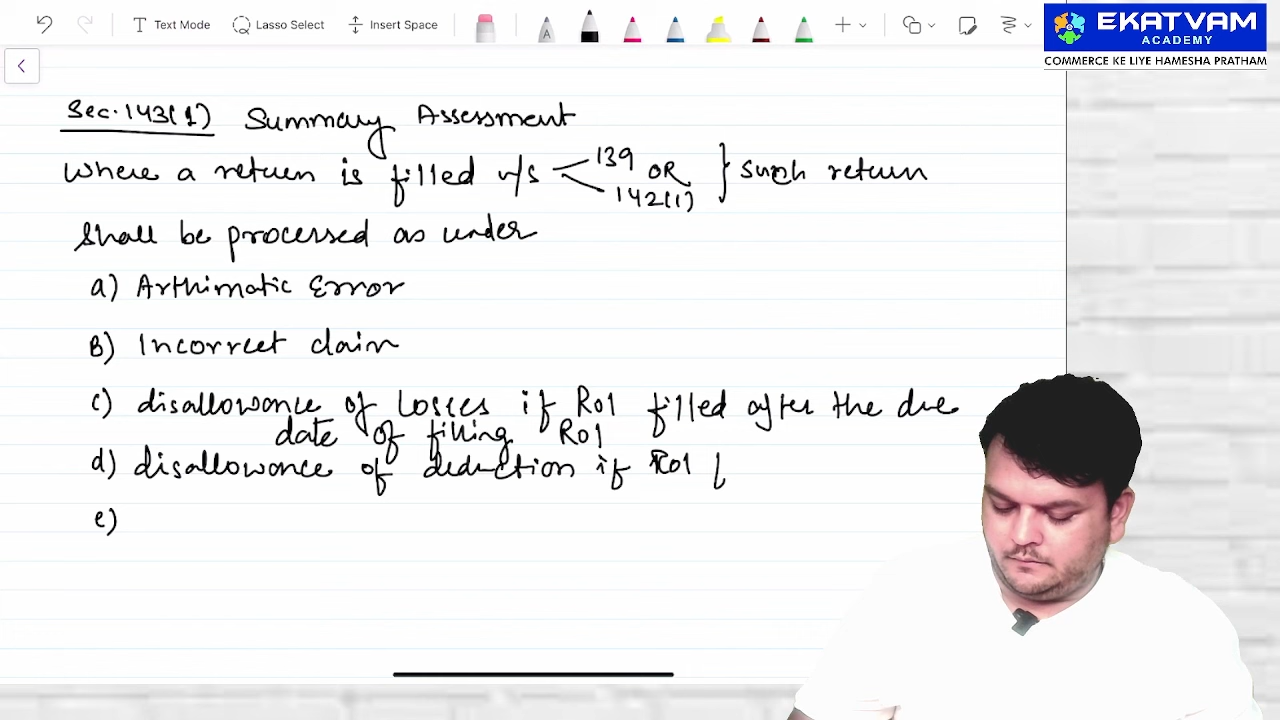 Text Mode Lasso Select Insert Space
EKATVAM
ACADEMY
COMMERCE KE LIYE HAMESHA PRATHAM
Sec. 143(1) Summary Assessment
Where a return is filled u/s 139 OR 142(1) } such return
shall be processed as under
a) Arthimatic Error
B) Incorrect claim
c) disallowance of Losses if ROI filled after the due
date of filling ROI
d) disallowance of deduction if ROI f
e)